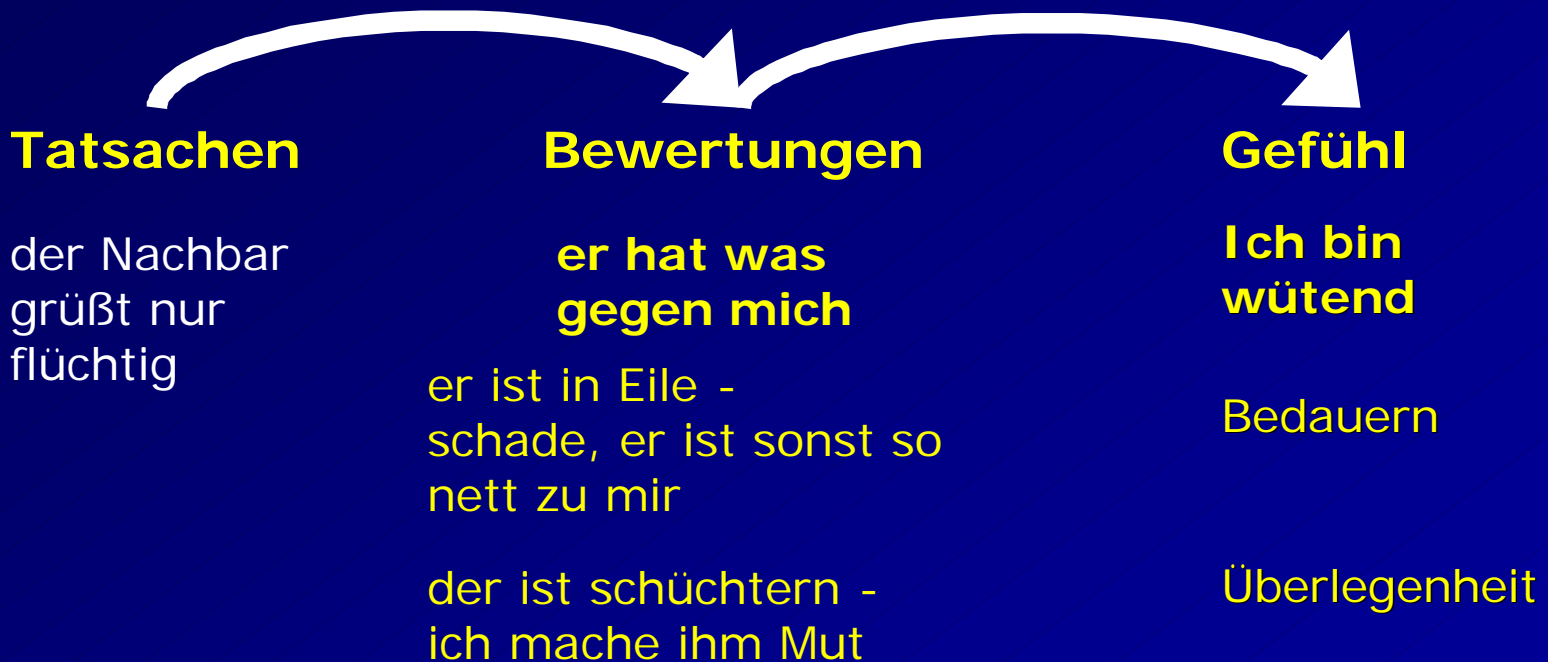 Tatsachen
Bewertungen
Gefühl
der Nachbar
grüßt nur
flüchtig
er hat was
gegen mich
Ich bin
wütend
er ist in Eile -
schade, er ist sonst so
nett zu mir
Bedauern
der ist schüchtern -
ich mache ihm Mut
Überlegenheit